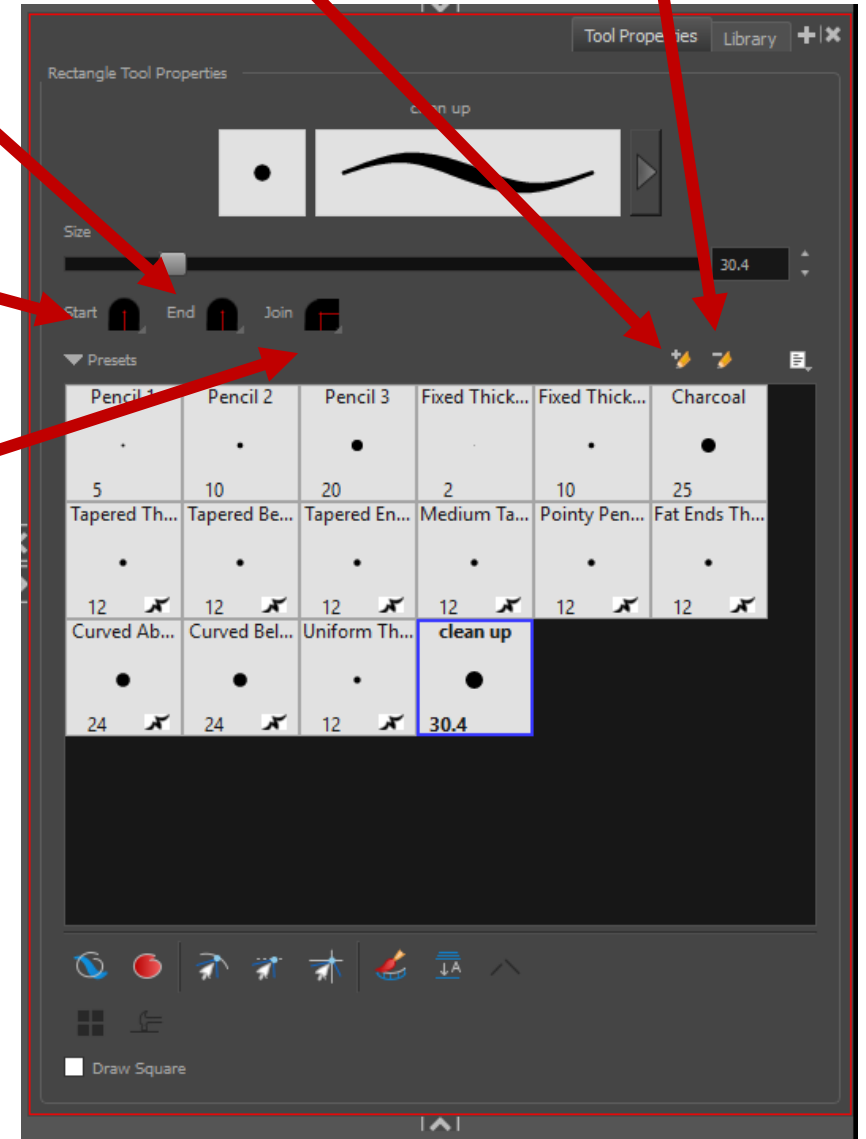 Tool Properties Library
Rectangle Tool Properties
clean up
Size
30.4
Start End Join
Presets
Pencil 1 Pencil 2 Pencil 3 Fixed Thick... Fixed Thick... Charcoal
5 10 20 2 10 25
Tapered Th... Tapered Be... Tapered En... Medium Ta... Pointy Pen... Fat Ends Th...
12 12 12 12 12 12
Curved Ab... Curved Bel... Uniform Th... clean up
24 24 12 30.4
Draw Square